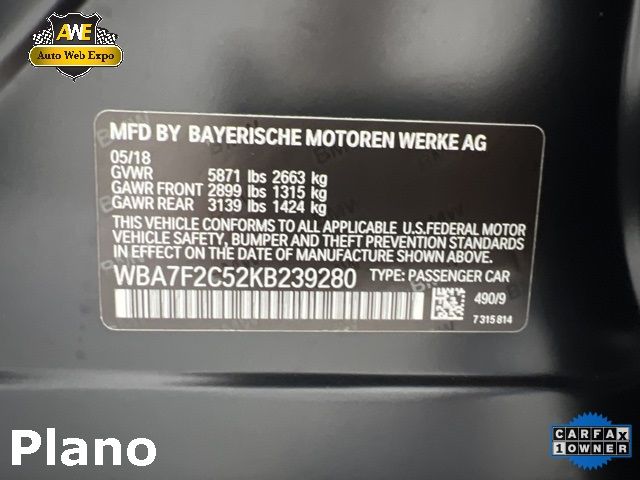 AWE
Auto Web Expo
MFD BY BAYERISCHE MOTOREN WERKE AG
05/18
GVWR 5871 lbs 2663 kg
GAWR FRONT 2899 lbs 1315 kg
GAWR REAR 3139 lbs 1424 kg
THIS VEHICLE CONFORMS TO ALL APPLICABLE U.S.FEDERAL MOTOR
VEHICLE SAFETY, BUMPER AND THEFT PREVENTION STANDARDS
IN EFFECT ON THE DATE OF MANUFACTURE SHOWN ABOVE.
WBA7F2C52KB239280 TYPE: PASSENGER CAR
490/9
7315814
Plano
CARFAX
1 OWNER